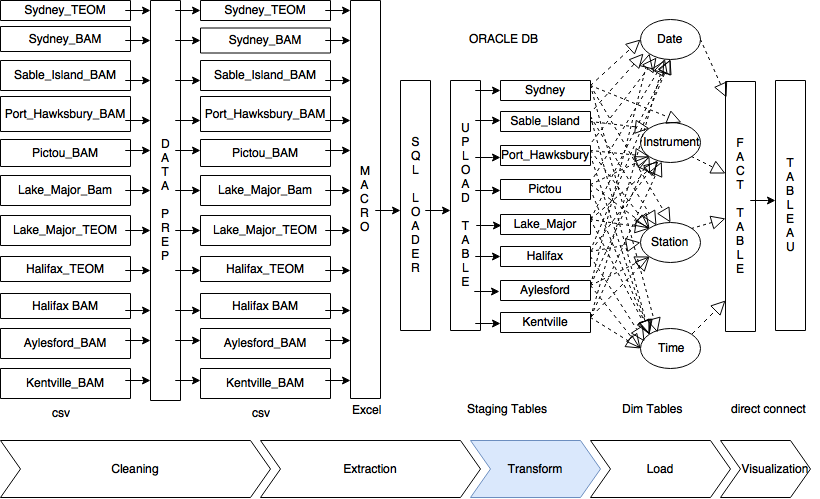 Sydney_TEOM
Sydney_BAM
Sable_Island_BAM
Port_Hawksbury_BAM
Pictou_BAM
Lake_Major_Bam
Lake_Major_TEOM
Halifax_TEOM
Halifax BAM
Aylesford_BAM
Kentville_BAM
csv
DATA PREP
Sydney_TEOM
Sydney_BAM
Sable_Island_BAM
Port_Hawksbury_BAM
Pictou_BAM
Lake_Major_Bam
Lake_Major_TEOM
Halifax_TEOM
Halifax BAM
Aylesford_BAM
Kentville_BAM
csv
MACRO
Excel
ORACLE DB
SQL LOADER
UPLOAD TABLE
Sydney
Sable_Island
Port_Hawksbury
Pictou
Lake_Major
Halifax
Aylesford
Kentville
Staging Tables
Date
Instrument
Station
Time
Dim Tables
FACT TABLE
TABLEAU
direct connect
Cleaning
Extraction
Transform
Load
Visualization